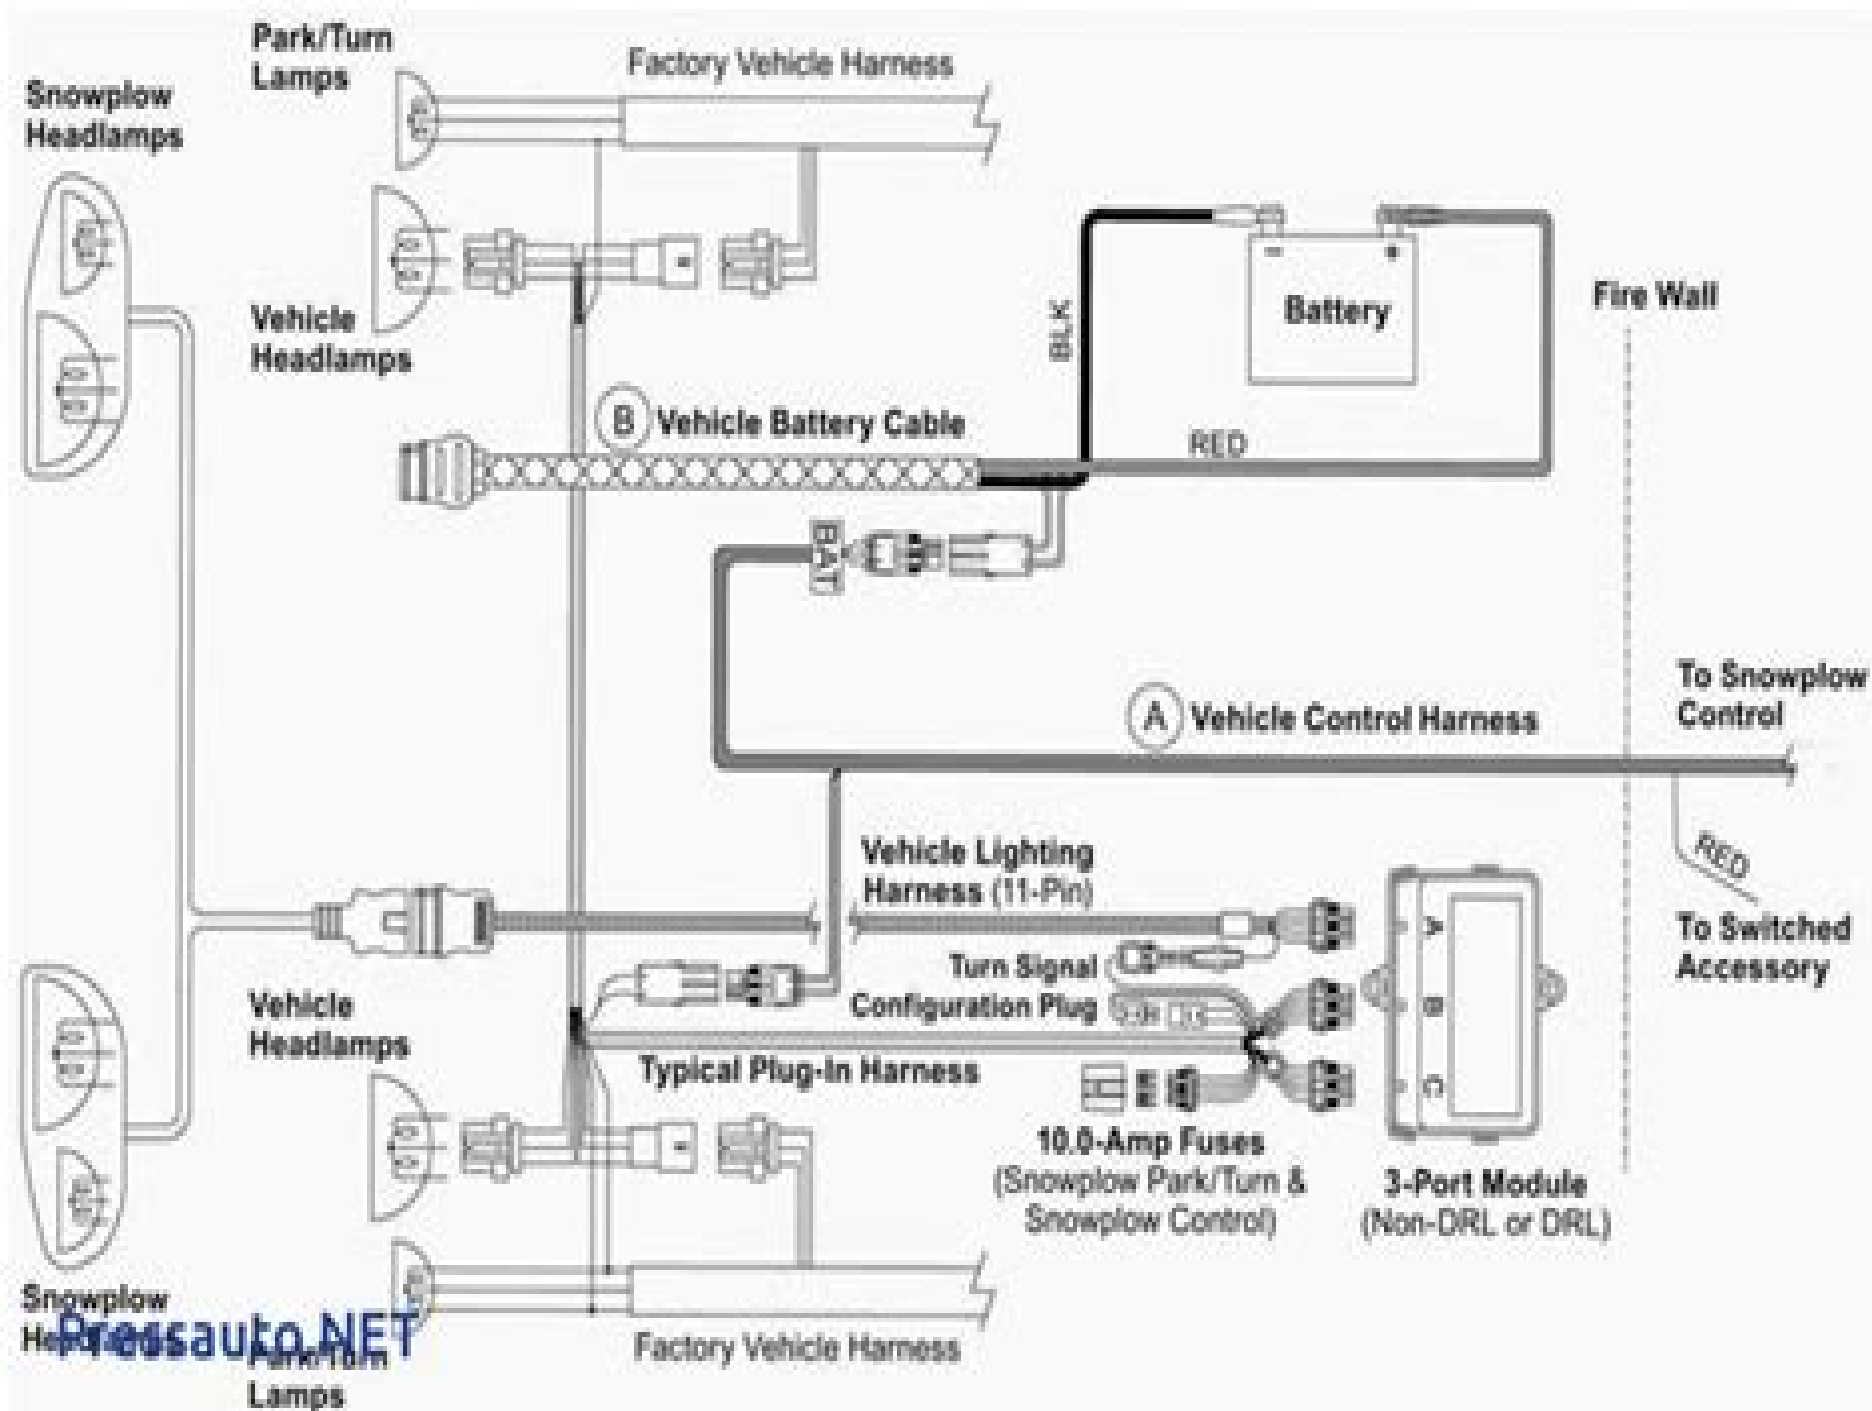 Park/Turn
Lamps
Factory Vehicle Harness
Snowplow
Headlamps
Vehicle
Headlamps
BLK
Battery
Fire Wall
B Vehicle Battery Cable
RED
BAT
To Snowplow
Control
A Vehicle Control Harness
RED
To Switched
Accessory
Vehicle Lighting
Harness (11-Pin)
A
B
C
Turn Signal
Configuration Plug
Vehicle
Headlamps
Typical Plug-In Harness
10.0-Amp Fuses
(Snowplow Park/Turn &
Snowplow Control)
3-Port Module
(Non-DRL or DRL)
Snowplow
Pressauto.NET
Park/Turn
Lamps
Factory Vehicle Harness